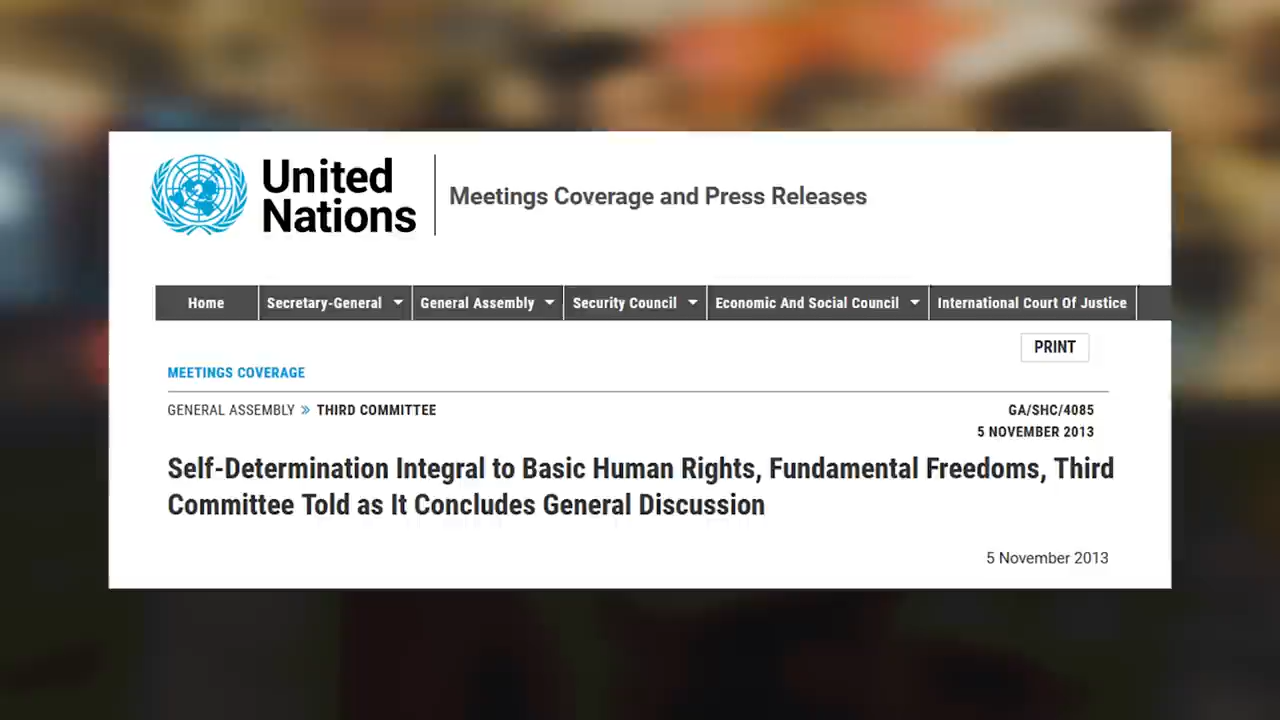 United
Nations
Meetings Coverage and Press Releases
Home Secretary-General General Assembly Security Council Economic And Social Council International Court Of Justice
PRINT
MEETINGS COVERAGE
GENERAL ASSEMBLY » THIRD COMMITTEE
GA/SHC/4085
5 NOVEMBER 2013
Self-Determination Integral to Basic Human Rights, Fundamental Freedoms, Third
Committee Told as It Concludes General Discussion
5 November 2013